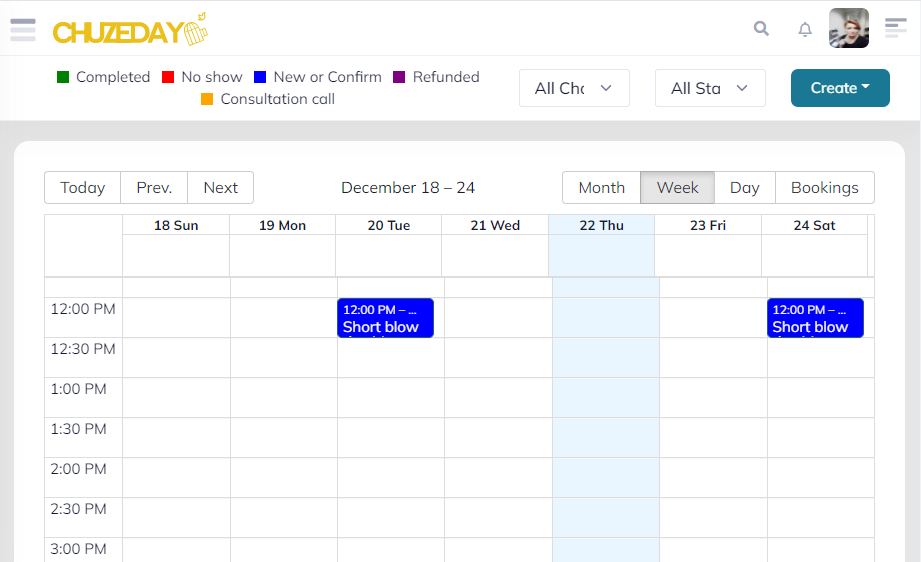 CHUZEDAY
Completed No show New or Confirm Refunded
Consultation call
All Cho All Sta Create
Today Prev. Next December 18 – 24 Month Week Day Bookings
18 Sun 19 Mon 20 Tue 21 Wed 22 Thu 23 Fri 24 Sat
12:00 PM 12:00 PM – ... 12:00 PM – ...
Short blow Short blow
12:30 PM
1:00 PM
1:30 PM
2:00 PM
2:30 PM
3:00 PM